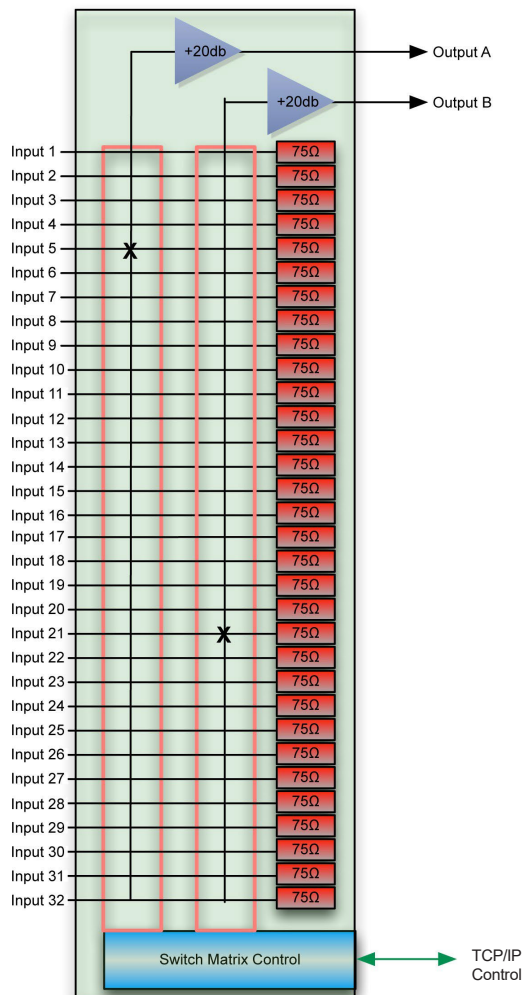 +20db
Output A
+20db
Output B
Input 1 75Ω
Input 2 75Ω
Input 3 75Ω
Input 4 75Ω
Input 5 X 75Ω
Input 6 75Ω
Input 7 75Ω
Input 8 75Ω
Input 9 75Ω
Input 10 75Ω
Input 11 75Ω
Input 12 75Ω
Input 13 75Ω
Input 14 75Ω
Input 15 75Ω
Input 16 75Ω
Input 17 75Ω
Input 18 75Ω
Input 19 75Ω
Input 20 75Ω
Input 21 X 75Ω
Input 22 75Ω
Input 23 75Ω
Input 24 75Ω
Input 25 75Ω
Input 26 75Ω
Input 27 75Ω
Input 28 75Ω
Input 29 75Ω
Input 30 75Ω
Input 31 75Ω
Input 32 75Ω
Switch Matrix Control
TCP/IP
Control